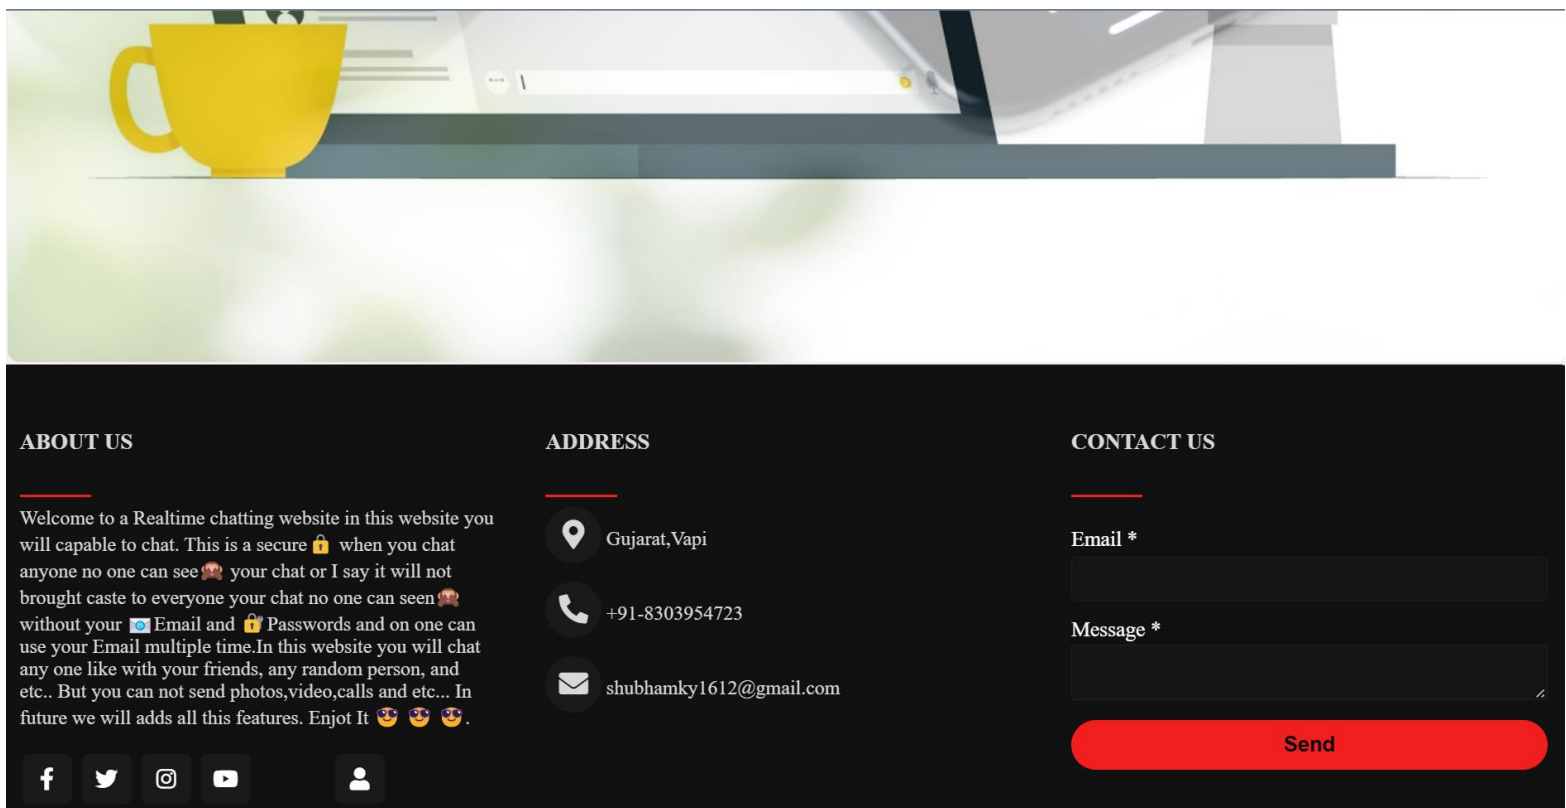 ABOUT US
Welcome to a Realtime chatting website in this website you
will capable to chat. This is a secure 🔒 when you chat
anyone no one can see🙈 your chat or I say it will not
brought caste to everyone your chat no one can seen🙈
without your 📧Email and 🔐Passwords and on one can
use your Email multiple time.In this website you will chat
any one like with your friends, any random person, and
etc.. But you can not send photos,video,calls and etc... In
future we will adds all this features. Enjot It 😎 😎 😎.
ADDRESS
Gujarat,Vapi
+91-8303954723
shubhamky1612@gmail.com
CONTACT US
Email *
Message *
Send